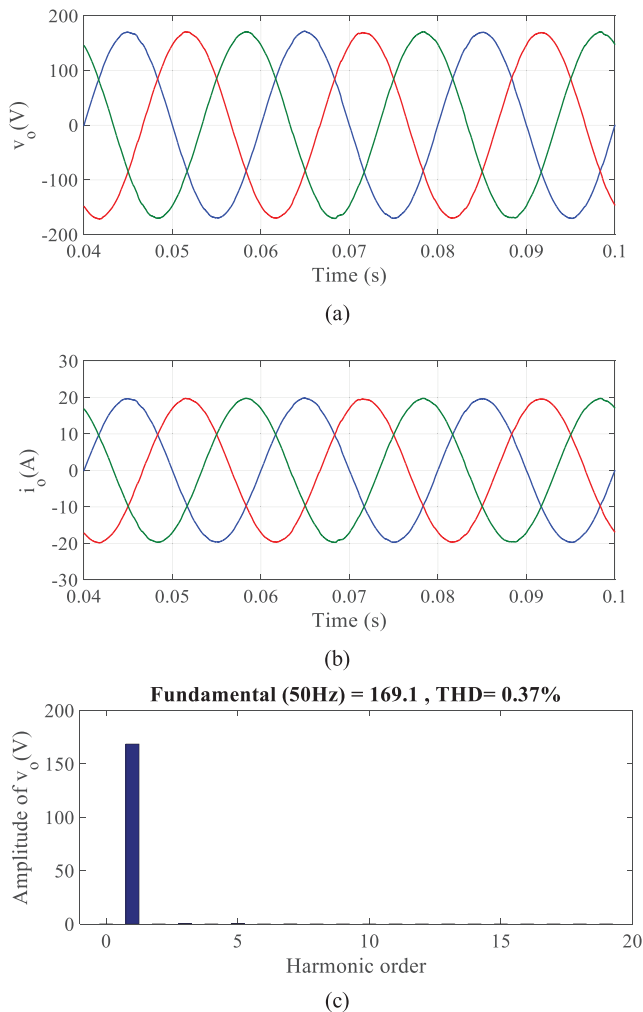 200
100
0
-100
-200
v_o(V)
0.04 0.05 0.06 0.07 0.08 0.09 0.1
Time (s)
(a)
30
20
10
0
-10
-20
-30
i_o(A)
0.04 0.05 0.06 0.07 0.08 0.09 0.1
Time (s)
(b)
Fundamental (50Hz) = 169.1 , THD= 0.37%
200
150
100
50
0
Amplitude of v_o(V)
0 5 10 15 20
Harmonic order
(c)